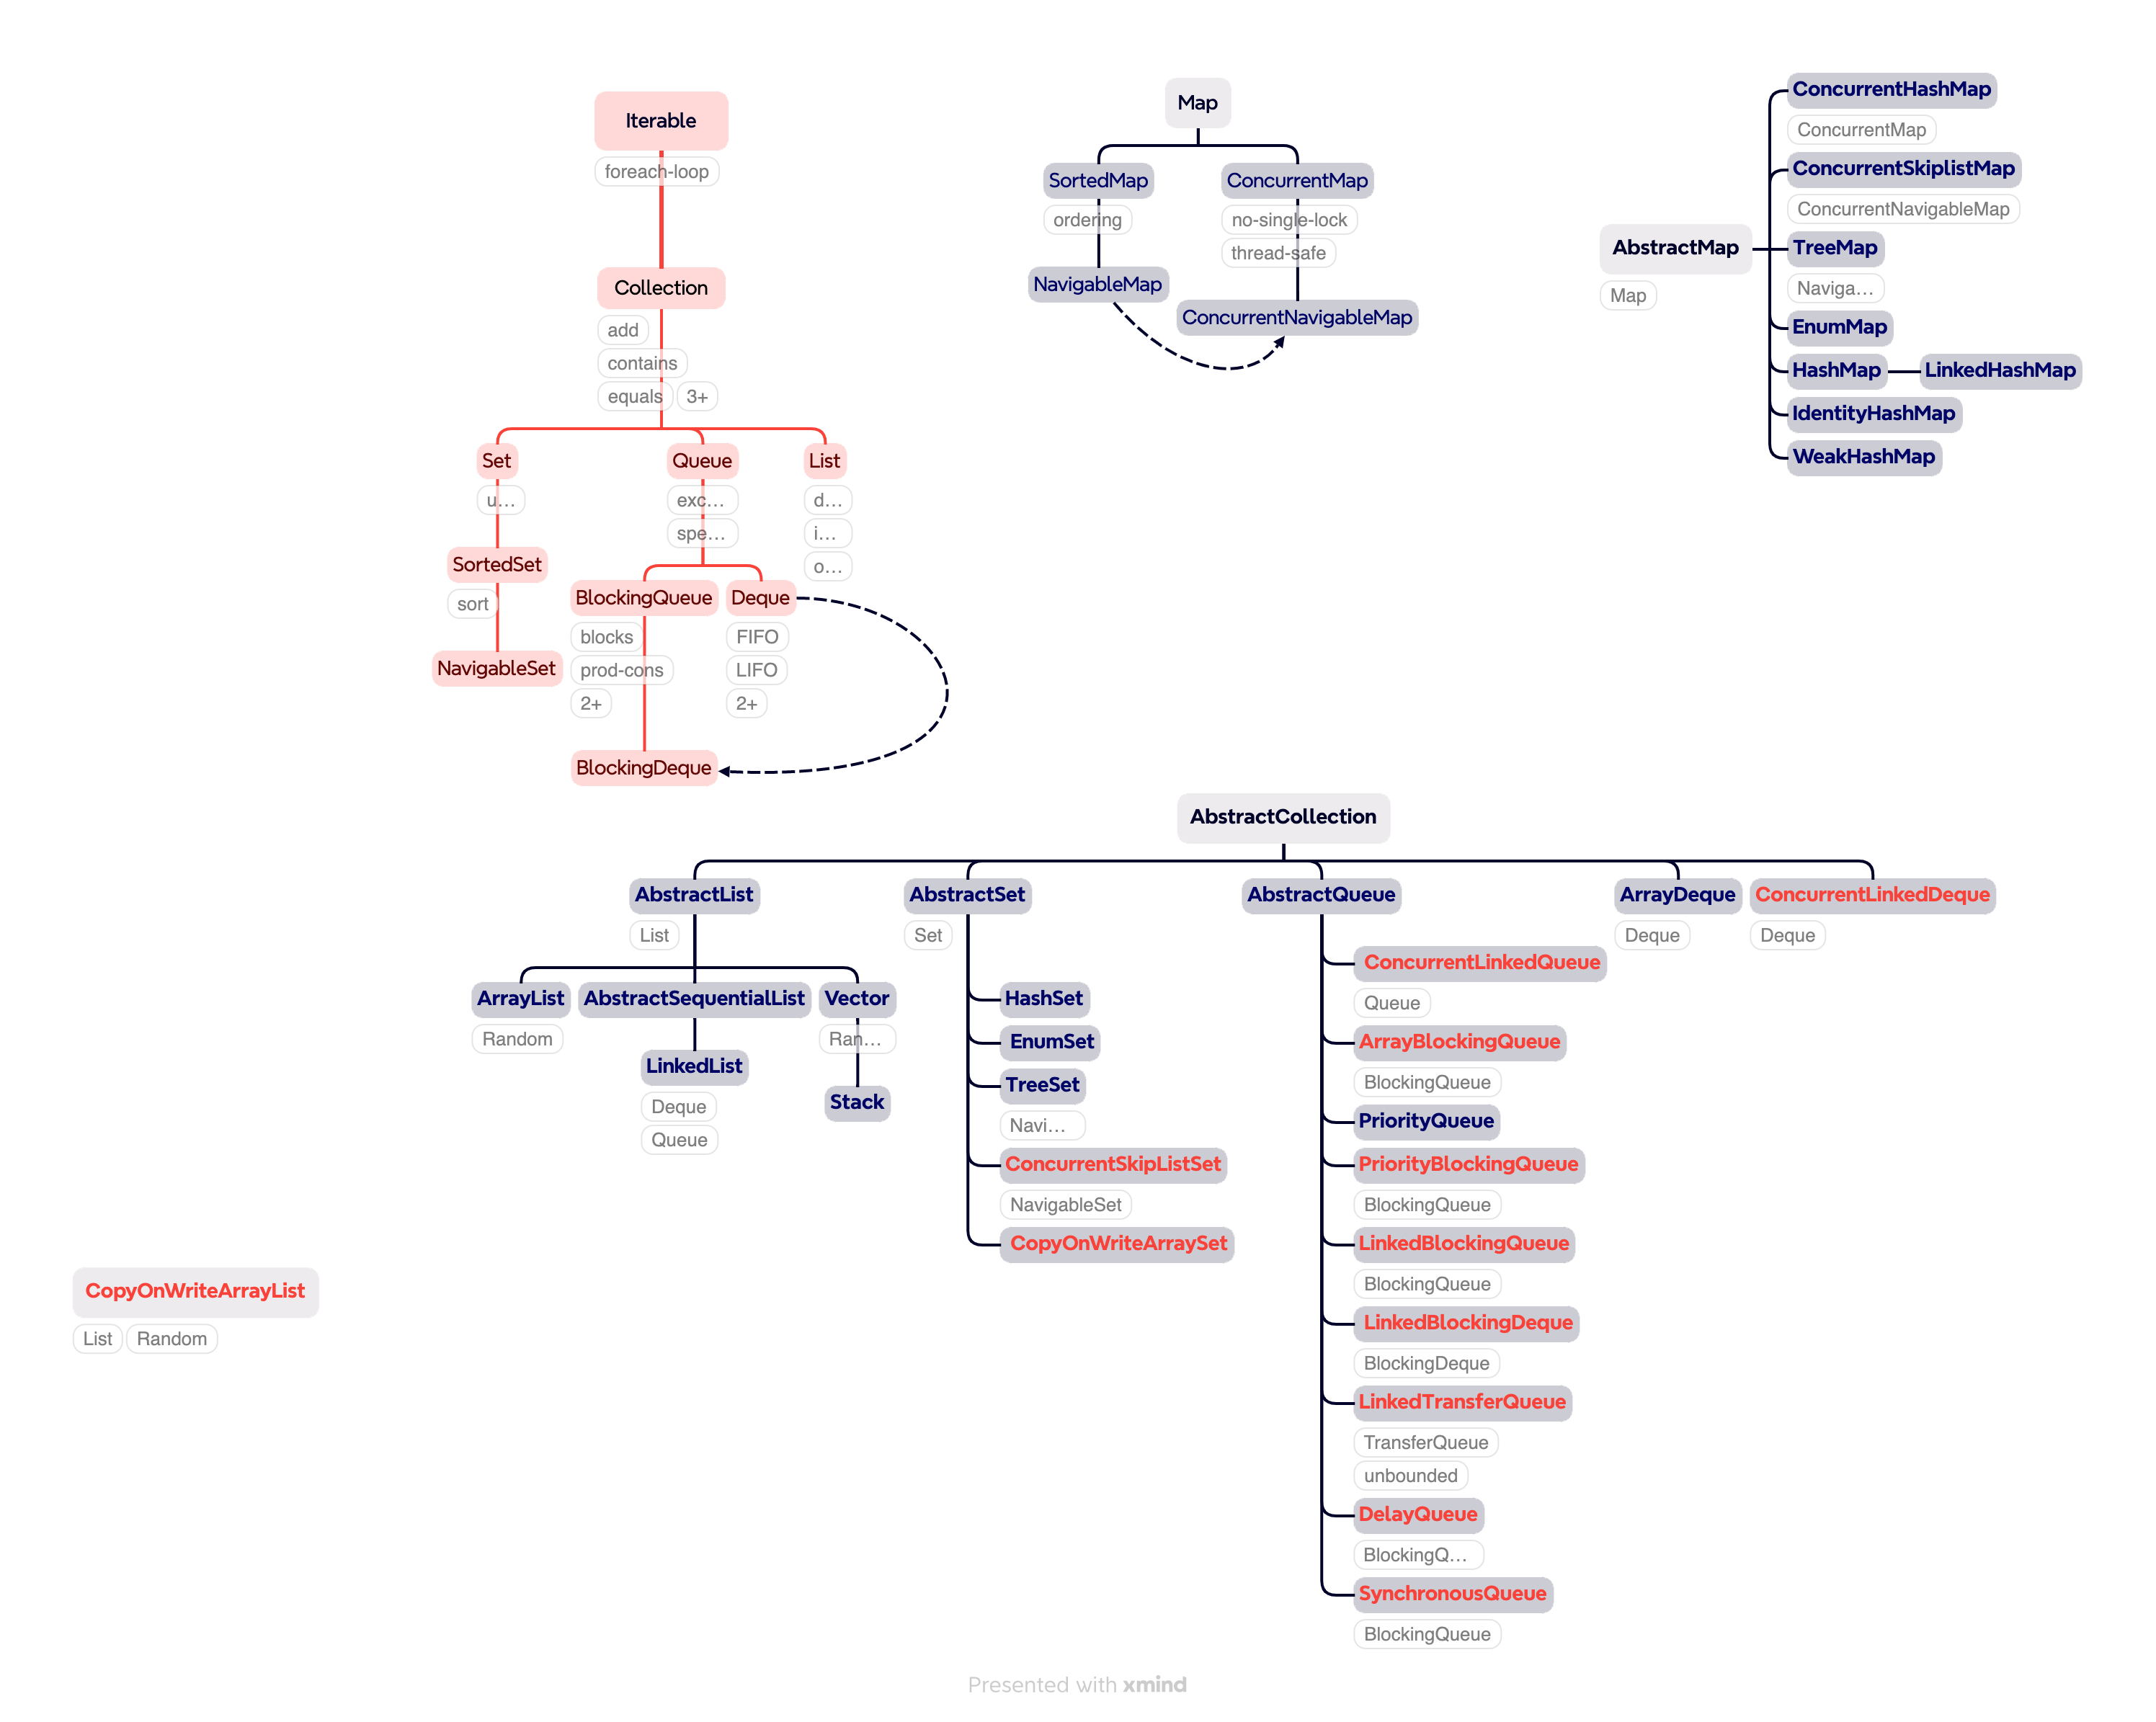 Iterable
foreach-loop
Collection
add
contains
equals 3+
Set
u...
SortedSet
sort
NavigableSet
Queue
exc...
spe...
BlockingQueue
blocks
prod-cons
2+
BlockingDeque
Deque
FIFO
LIFO
2+
List
d...
i...
o...
Map
SortedMap
ordering
NavigableMap
ConcurrentMap
no-single-lock
thread-safe
ConcurrentNavigableMap
AbstractMap
Map
ConcurrentHashMap
ConcurrentMap
ConcurrentSkiplistMap
ConcurrentNavigableMap
TreeMap
Naviga...
EnumMap
HashMap
LinkedHashMap
IdentityHashMap
WeakHashMap
AbstractCollection
AbstractList
List
ArrayList
Random
AbstractSequentialList
LinkedList
Deque
Queue
Vector
Ran...
Stack
AbstractSet
Set
HashSet
EnumSet
TreeSet
Navi...
ConcurrentSkipListSet
NavigableSet
CopyOnWriteArraySet
AbstractQueue
ConcurrentLinkedQueue
Queue
ArrayBlockingQueue
BlockingQueue
PriorityQueue
PriorityBlockingQueue
BlockingQueue
LinkedBlockingQueue
BlockingQueue
LinkedBlockingDeque
BlockingDeque
LinkedTransferQueue
TransferQueue
unbounded
DelayQueue
BlockingQ...
SynchronousQueue
BlockingQueue
ArrayDeque
Deque
ConcurrentLinkedDeque
Deque
CopyOnWriteArrayList
List Random
Presented with xmind